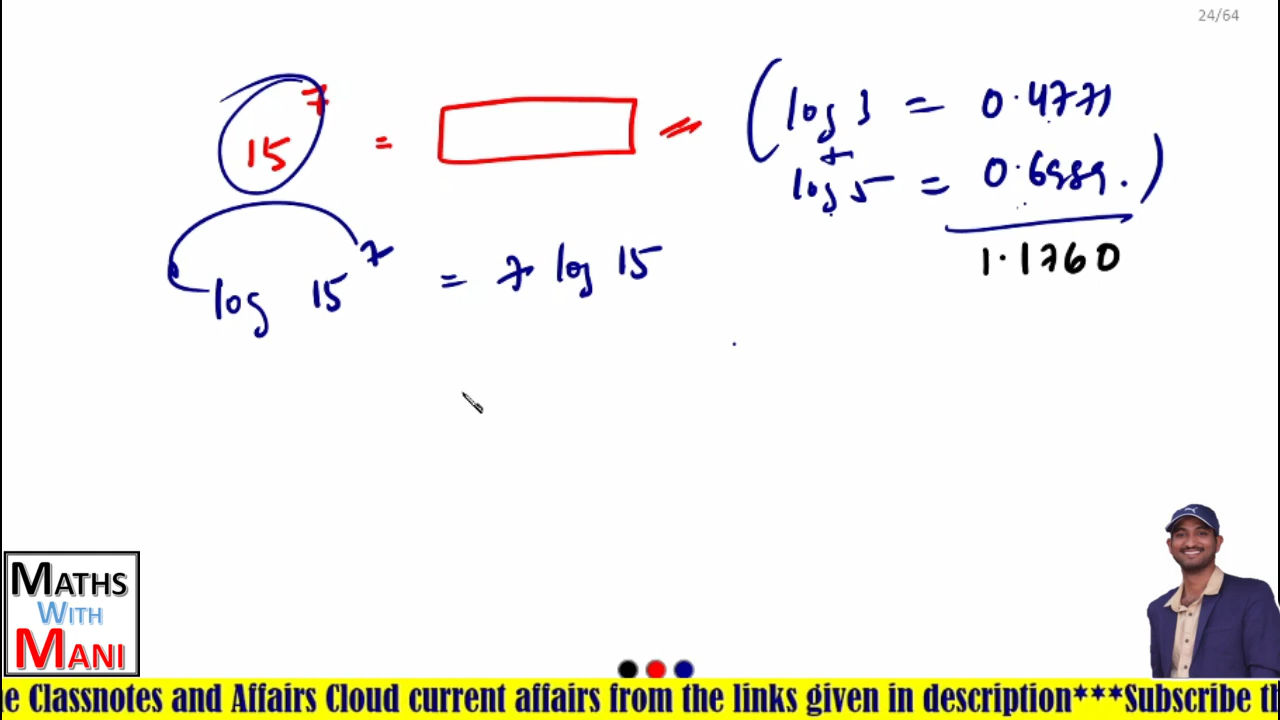 24/64
15^7 = ▭ (log 3 = 0.4771
+
log 5 = 0.6989.)
1.1760
log 15^7 = 7 log 15
MATHS
WITH
MANI
e Classnotes and Affairs Cloud current affairs from the links given in description***Subscribe th